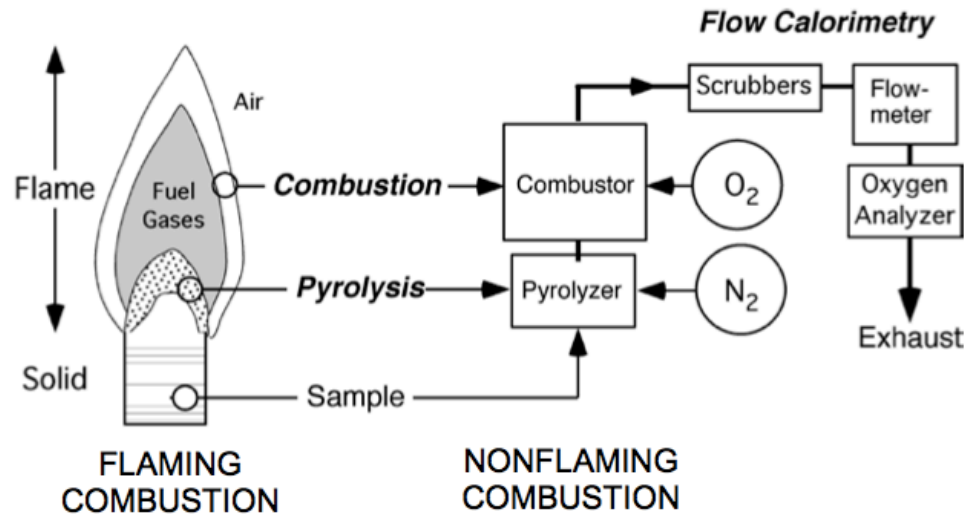 Flow Calorimetry
Scrubbers
Flow-
meter
Air
Flame
Fuel
Gases
Combustion
Combustor
O2
Oxygen
Analyzer
Pyrolysis
Pyrolyzer
N2
Exhaust
Solid
Sample
FLAMING
COMBUSTION
NONFLAMING
COMBUSTION